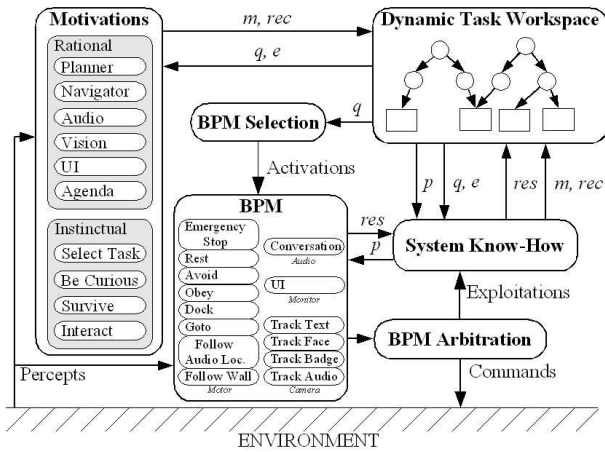 Motivations
Rational
Planner
Navigator
Audio
Vision
UI
Agenda
Instinctual
Select Task
Be Curious
Survive
Interact
m, rec
q, e
Dynamic Task Workspace
q
BPM Selection
Activations
p
q, e
res
m, rec
BPM
Emergency
Stop
Rest
Avoid
Obey
Dock
Goto
Follow
Audio Loc.
Follow Wall
Motor
Conversation
Audio
UI
Monitor
Track Text
Track Face
Track Badge
Track Audio
Camera
res
p
System Know-How
Exploitations
BPM Arbitration
Commands
Percepts
ENVIRONMENT